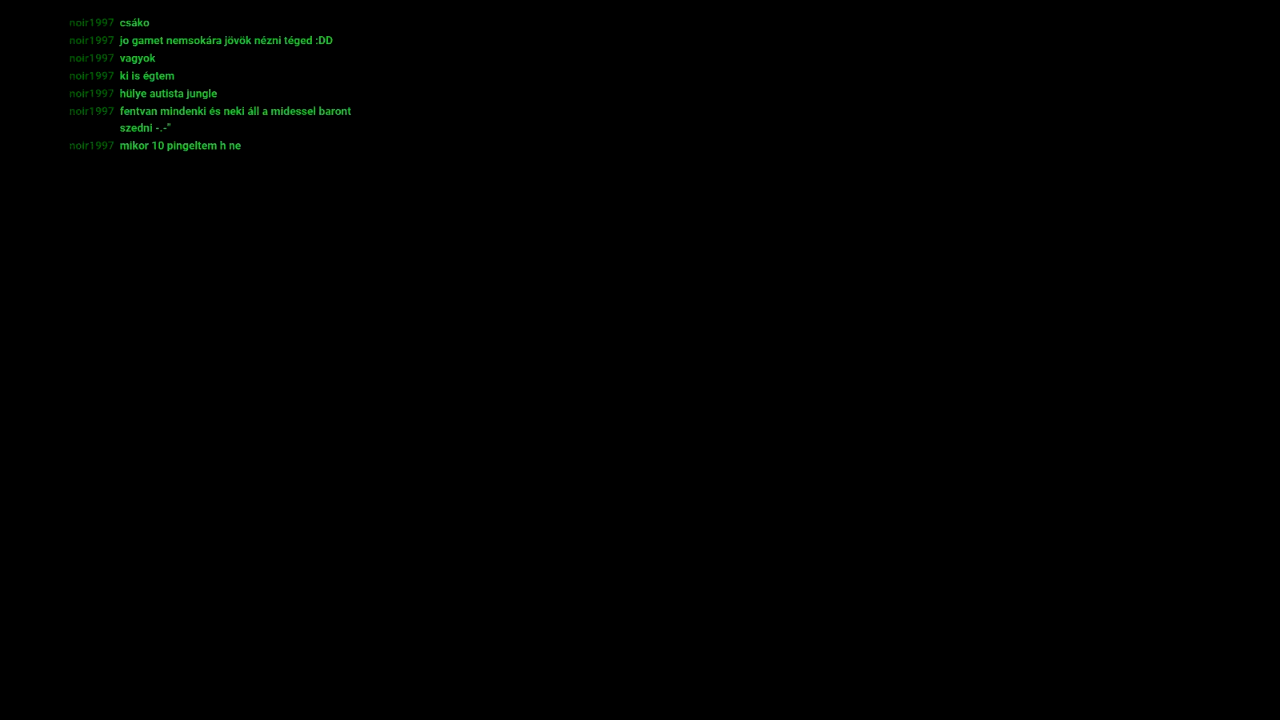 noir1997 csáko
noir1997 jo gamet nemsokára jövök nézni téged :DD
noir1997 vagyok
noir1997 ki is égtem
noir1997 hülye autista jungle
noir1997 fentvan mindenki és neki áll a midessel baront
szedni -.-"
noir1997 mikor 10 pingeltem h ne